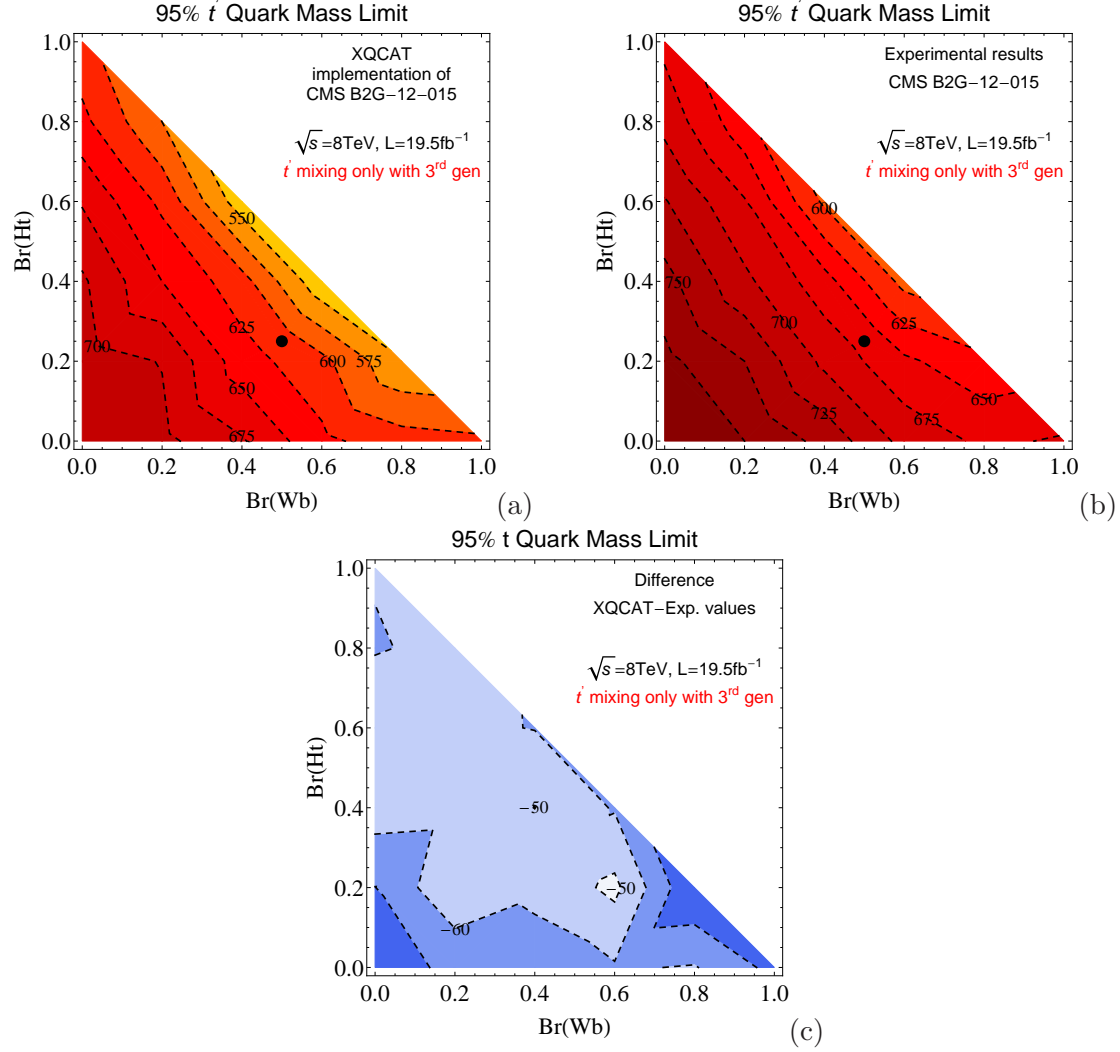 95% t′ Quark Mass Limit
XQCAT
implementation of
CMS B2G−12−015
√s =8TeV, L=19.5fb⁻¹
t′ mixing only with 3rd gen
550
625
700
600
575
650
675
1.0
0.8
0.6
0.4
0.2
0.0
Br(Ht)
0.0 0.2 0.4 0.6 0.8 1.0
Br(Wb)
(a)
95% t′ Quark Mass Limit
Experimental results
CMS B2G−12−015
√s =8TeV, L=19.5fb⁻¹
t′ mixing only with 3rd gen
600
750
700
625
650
725
675
1.0
0.8
0.6
0.4
0.2
0.0
Br(Ht)
0.0 0.2 0.4 0.6 0.8 1.0
Br(Wb)
(b)
95% t Quark Mass Limit
Difference
XQCAT−Exp. values
√s =8TeV, L=19.5fb⁻¹
t′ mixing only with 3rd gen
−50
−50
−60
1.0
0.8
0.6
0.4
0.2
0.0
Br(Ht)
0.0 0.2 0.4 0.6 0.8 1.0
Br(Wb)
(c)